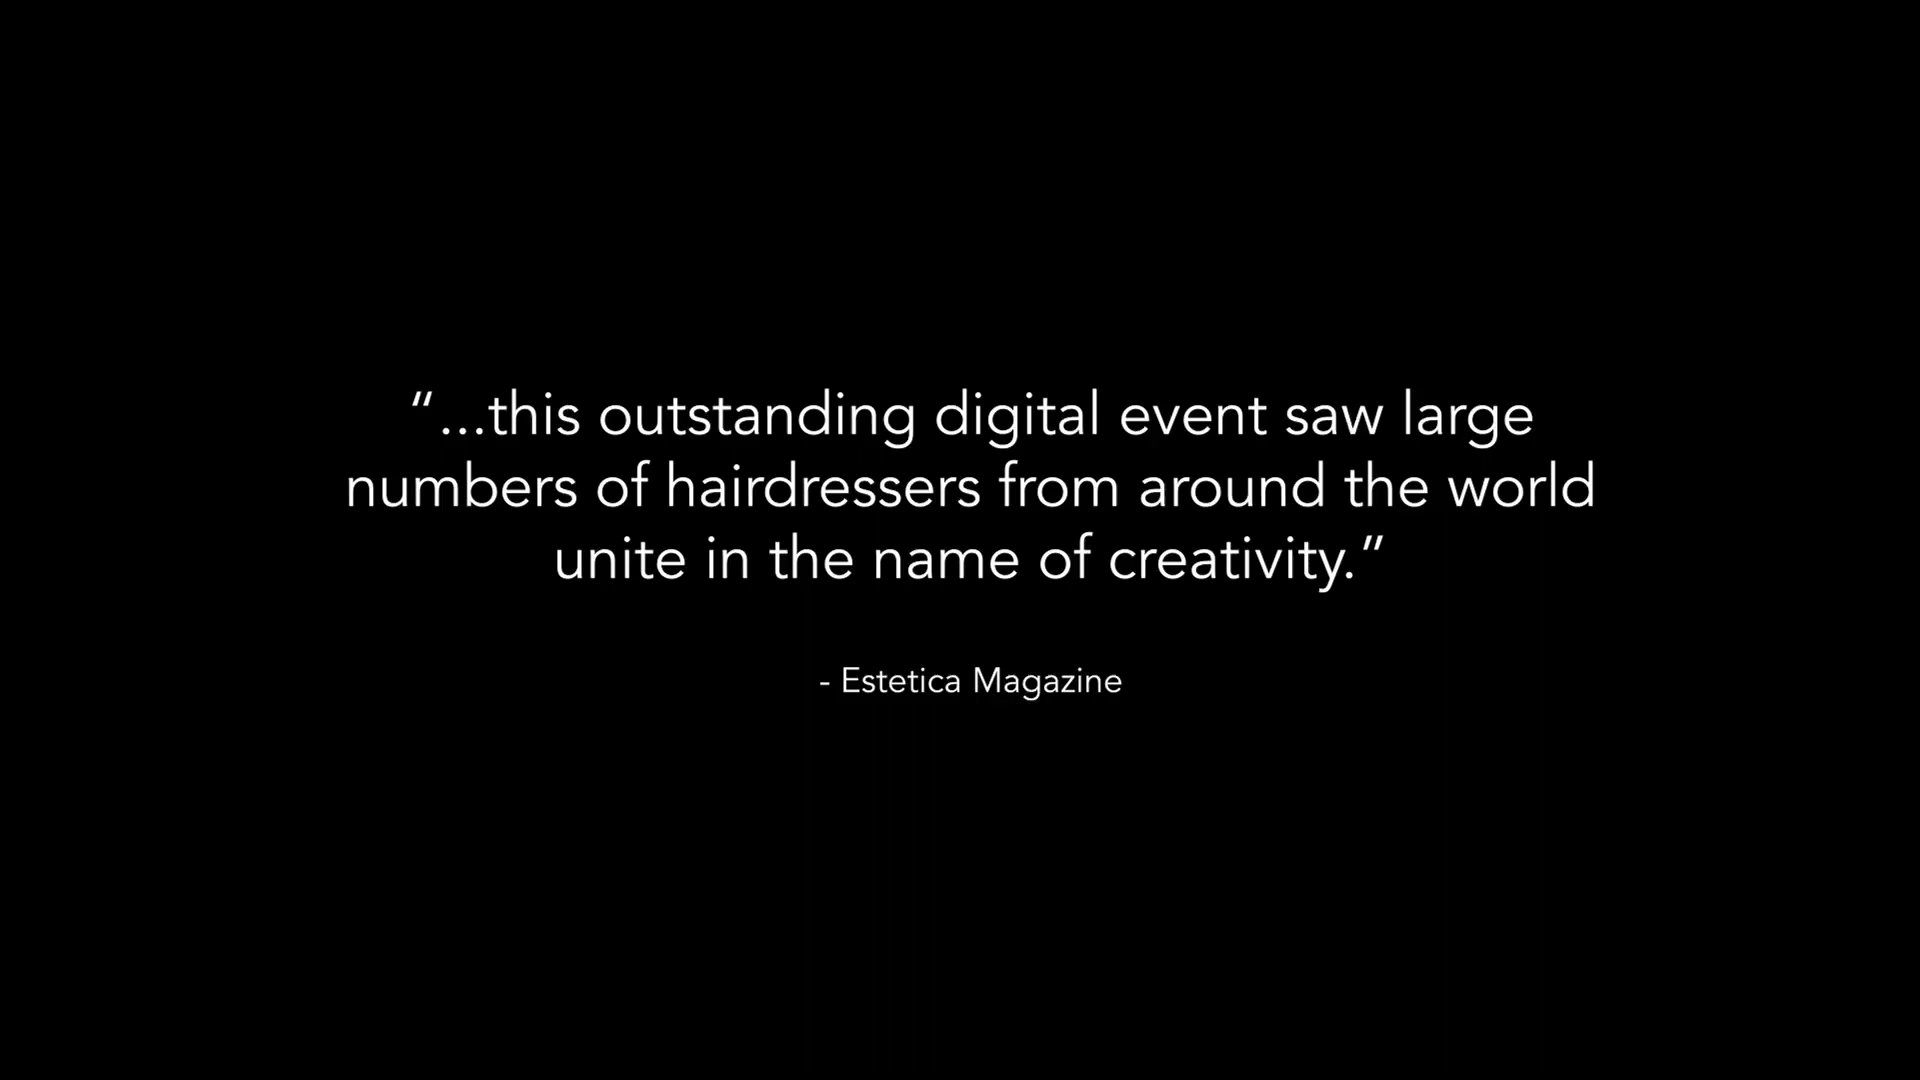 “...this outstanding digital event saw large
numbers of hairdressers from around the world
unite in the name of creativity.”
- Estetica Magazine